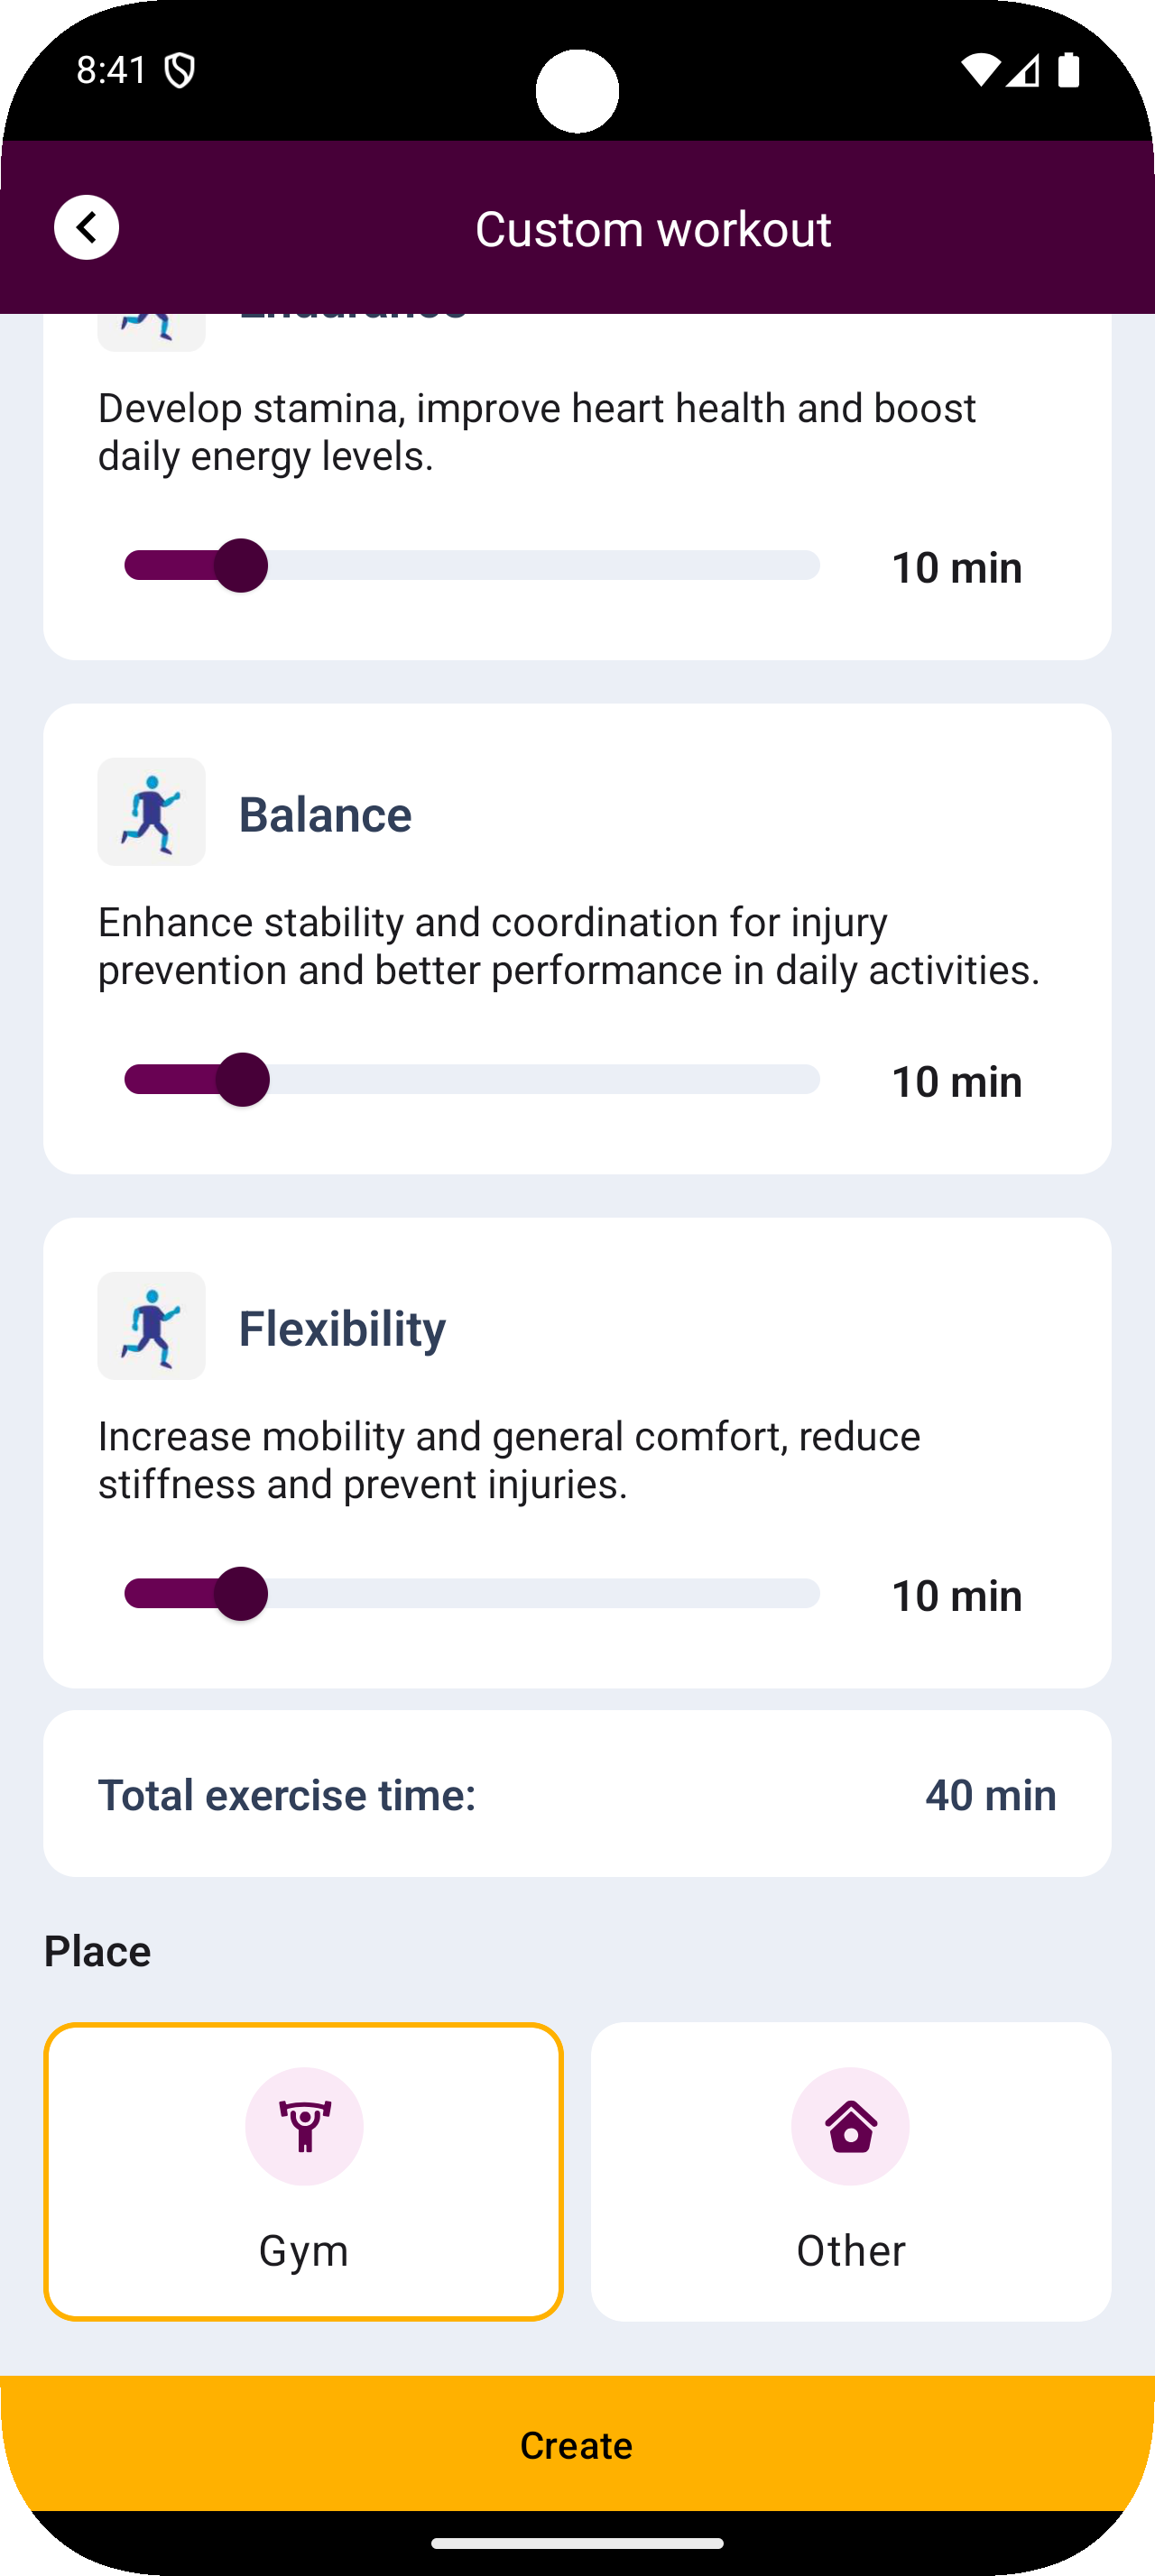 8:41
Custom workout
Endurance
Develop stamina, improve heart health and boost
daily energy levels.
10 min
Balance
Enhance stability and coordination for injury
prevention and better performance in daily activities.
10 min
Flexibility
Increase mobility and general comfort, reduce
stiffness and prevent injuries.
10 min
Total exercise time:
40 min
Place
Gym
Other
Create